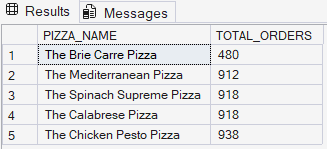 Results Messages
PIZZA_NAME TOTAL_ORDERS
1 The Brie Carre Pizza 480
2 The Mediterranean Pizza 912
3 The Spinach Supreme Pizza 918
4 The Calabrese Pizza 918
5 The Chicken Pesto Pizza 938